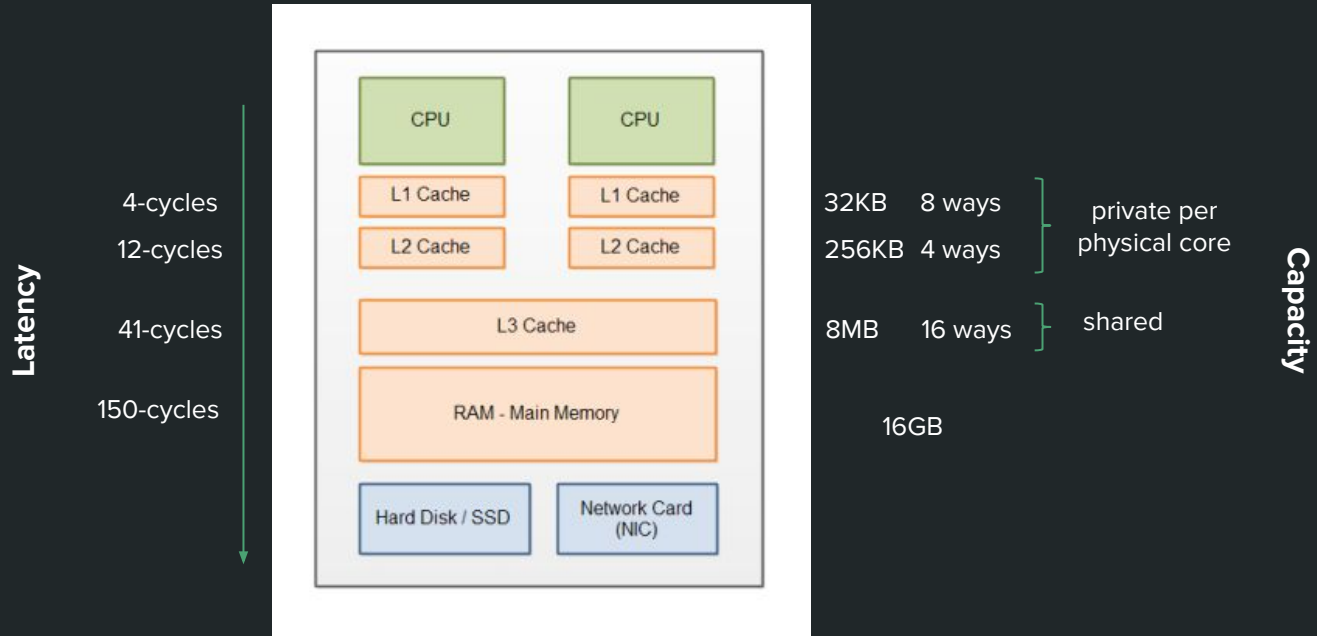 CPU
CPU
4-cycles
L1 Cache
L1 Cache
32KB 8 ways
private per
physical core
12-cycles
L2 Cache
L2 Cache
256KB 4 ways
Latency
Capacity
41-cycles
L3 Cache
8MB 16 ways
shared
150-cycles
RAM - Main Memory
16GB
Hard Disk / SSD
Network Card
(NIC)